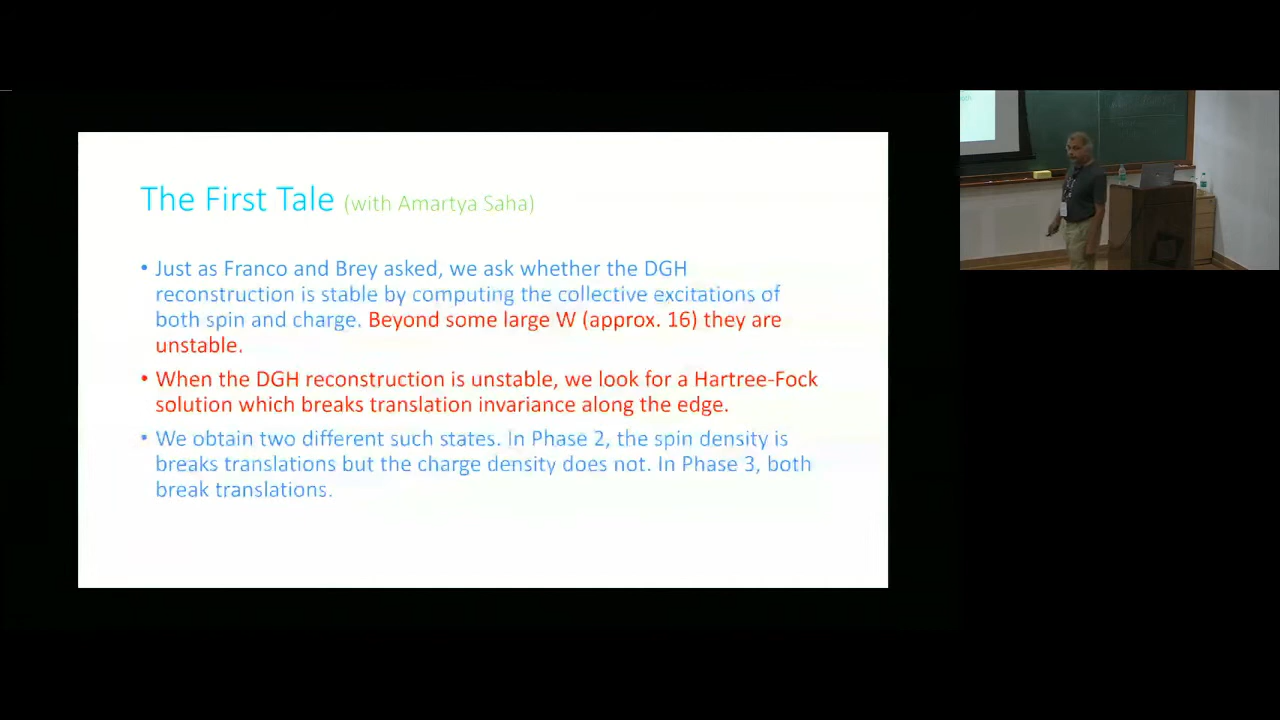 The First Tale (with Amartya Saha)
• Just as Franco and Brey asked, we ask whether the DGH
reconstruction is stable by computing the collective excitations of
both spin and charge. Beyond some large W (approx. 16) they are
unstable.
• When the DGH reconstruction is unstable, we look for a Hartree-Fock
solution which breaks translation invariance along the edge.
• We obtain two different such states. In Phase 2, the spin density is
breaks translations but the charge density does not. In Phase 3, both
break translations.